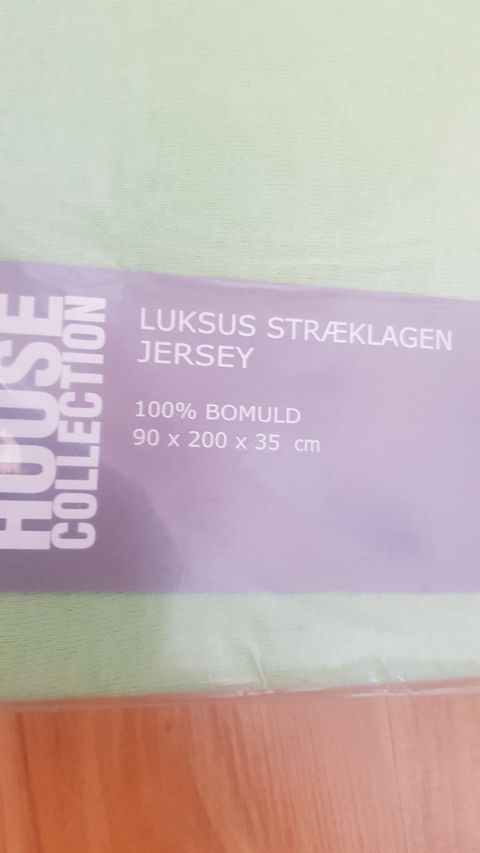 HOUSE
COLLECTION
LUKSUS STRÆKLAGEN
JERSEY
100% BOMULD
90 x 200 x 35 cm